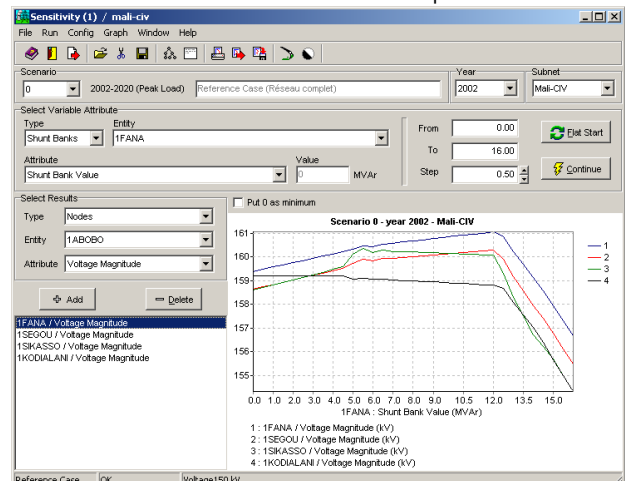 Sensitivity (1) / mali-civ
File Run Config Graph Window Help
Scenario Year Subnet
0 2002-2020 (Peak Load) Reference Case (Réseau complet) 2002 Mali-CIV
Select Variable Attribute
Type Entity
Shunt Banks 1FANA
From 0.00 Flat Start
To 16.00
Attribute Value
Shunt Bank Value 0 MVAr
Step 0.50 Continue
Select Results
Type Nodes
Entity 1ABOBO
Attribute Voltage Magnitude
Add Delete
1FANA / Voltage Magnitude
1SEGOU / Voltage Magnitude
1SIKASSO / Voltage Magnitude
1KODIALANI / Voltage Magnitude
Put 0 as minimum
Scenario 0 - year 2002 - Mali-CIV
161
160
159
158
157
156
155
1
2
3
4
0.0 1.0 2.0 3.0 4.0 5.0 6.0 7.0 8.0 9.0 10.5 12.0 13.5 15.0
1FANA : Shunt Bank Value (MVAr)
1 : 1FANA / Voltage Magnitude (kV)
2 : 1SEGOU / Voltage Magnitude (kV)
3 : 1SIKASSO / Voltage Magnitude (kV)
4 : 1KODIALANI / Voltage Magnitude (kV)
Reference Case OK Voltage150 kV